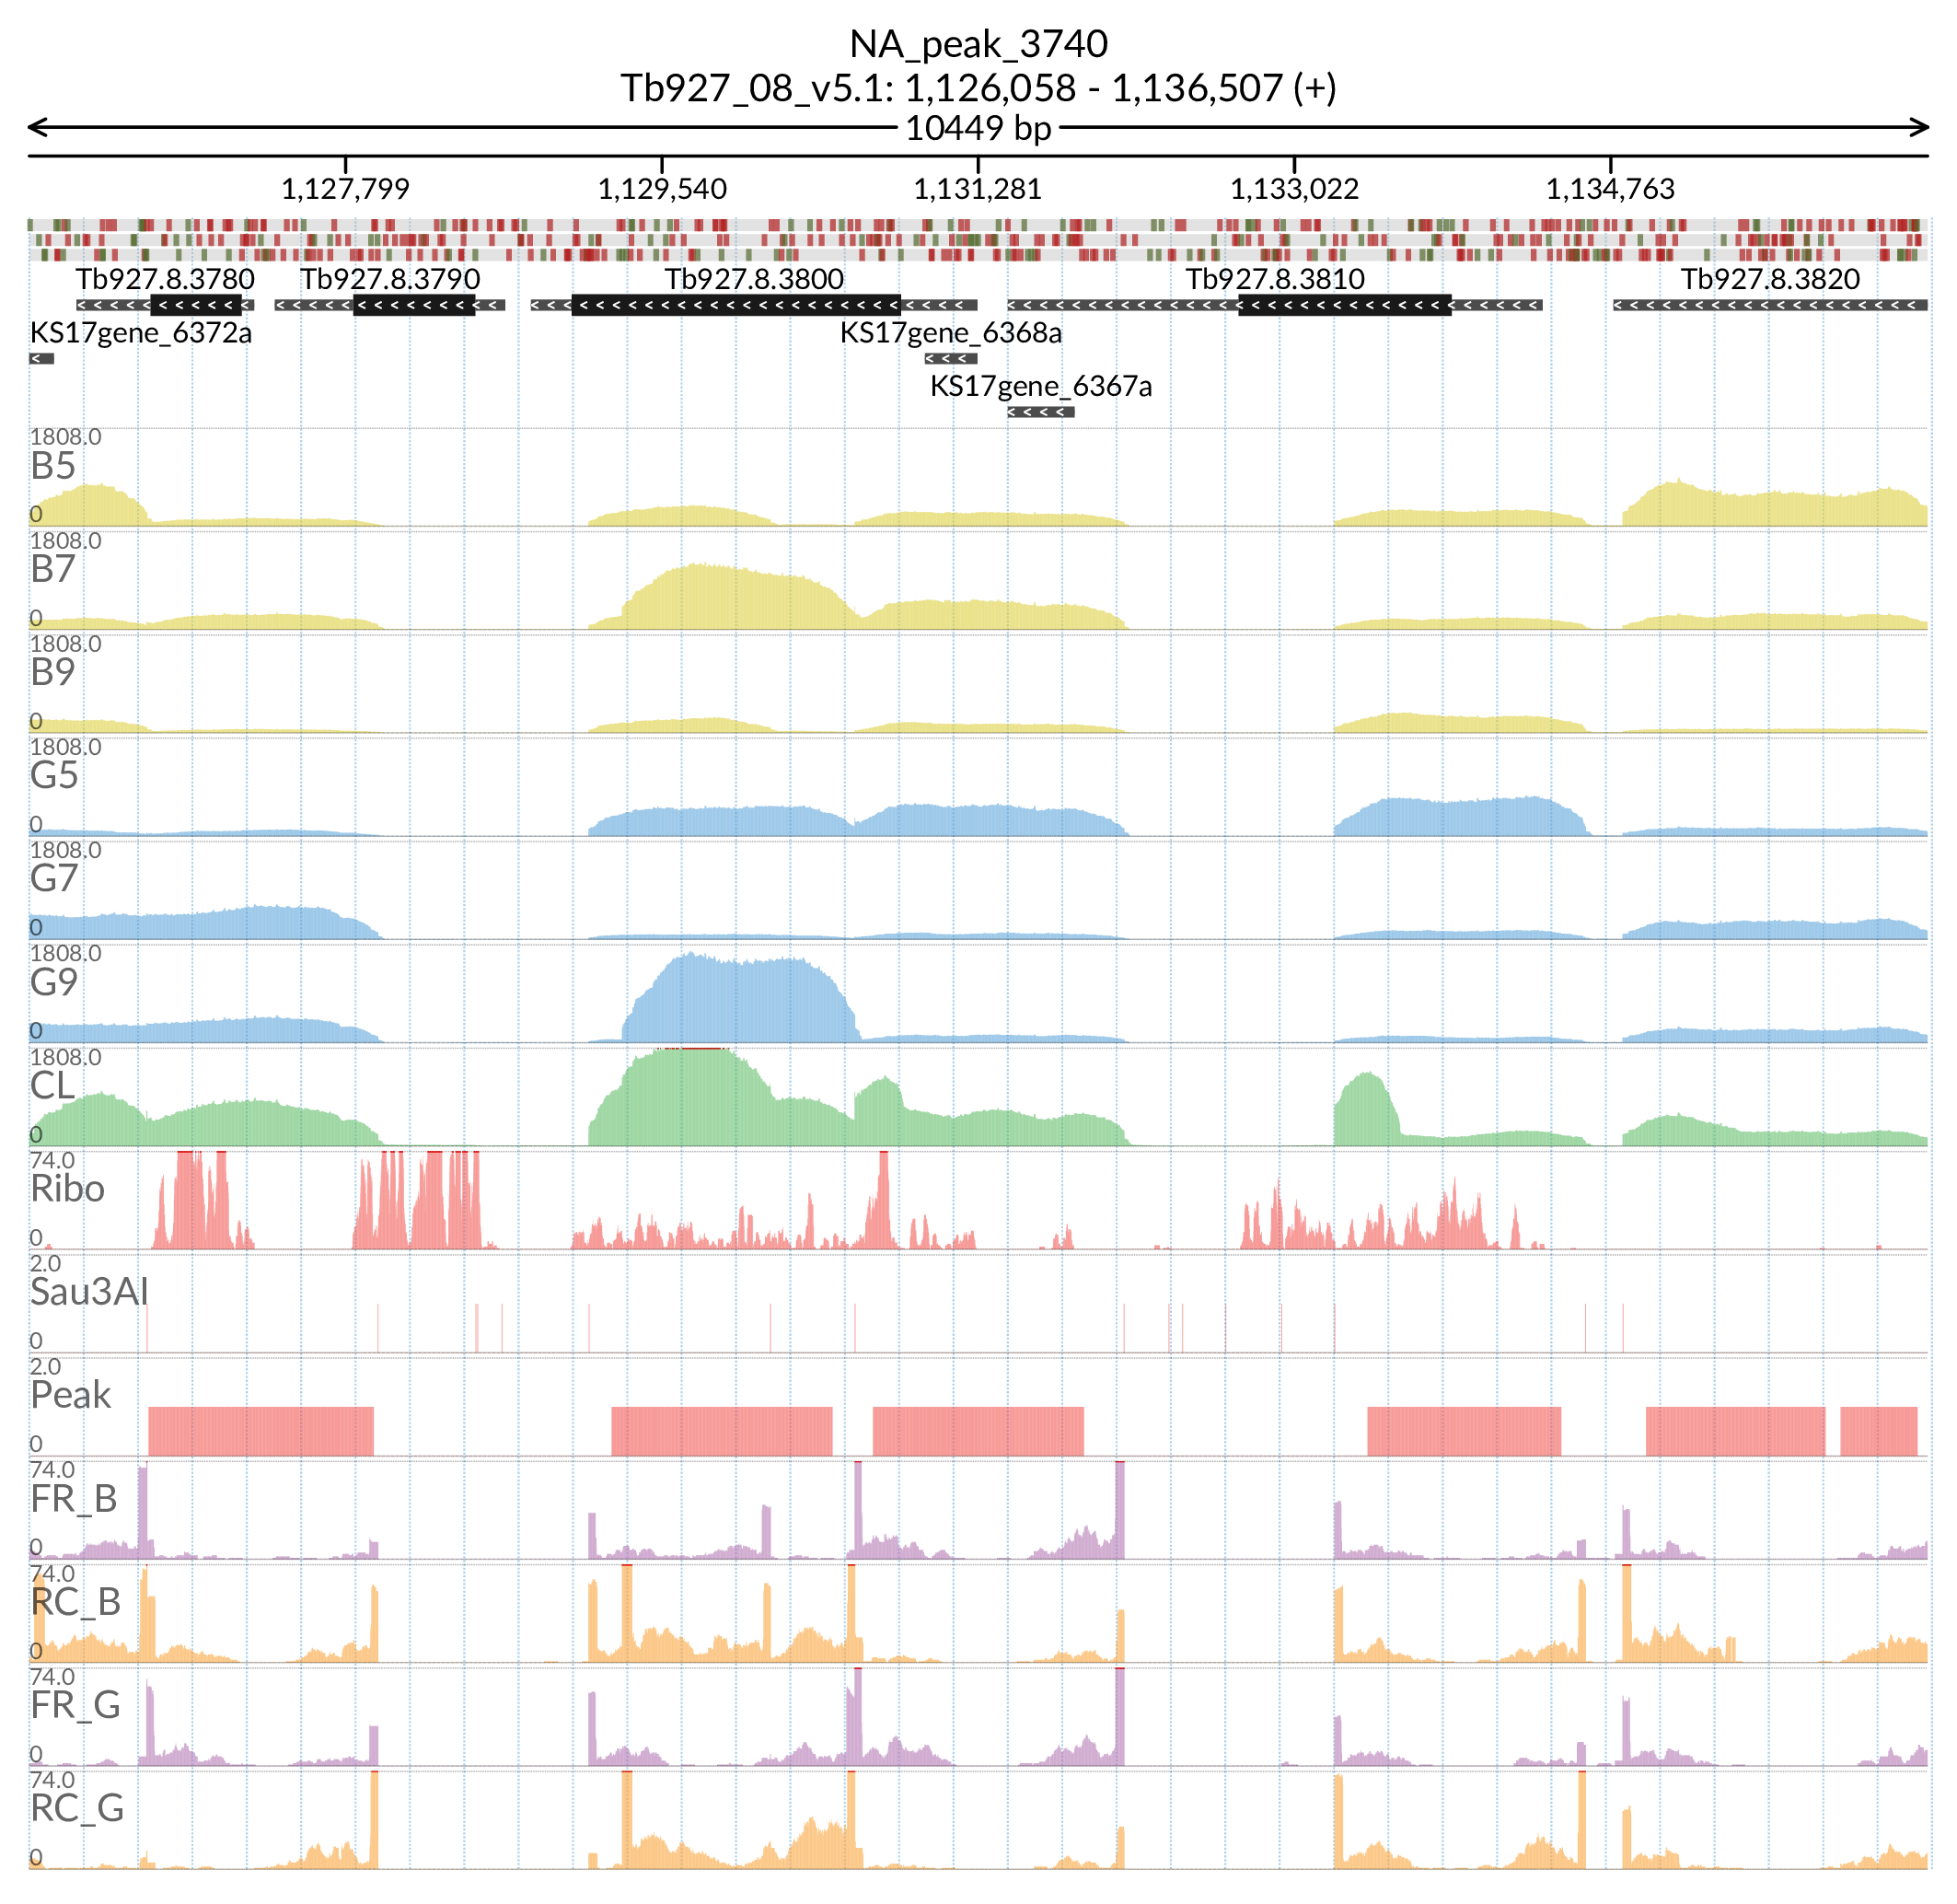 NA_peak_3740
Tb927_08_v5.1: 1,126,058 - 1,136,507 (+)
10449 bp
1,127,799 1,129,540 1,131,281 1,133,022 1,134,763
Tb927.8.3780 Tb927.8.3790 Tb927.8.3800 Tb927.8.3810 Tb927.8.3820
KS17gene_6372a KS17gene_6368a
KS17gene_6367a
1808.0
B5
0
1808.0
B7
0
1808.0
B9
0
1808.0
G5
0
1808.0
G7
0
1808.0
G9
0
1808.0
CL
0
74.0
Ribo
0
2.0
Sau3AI
0
2.0
Peak
0
74.0
FR_B
0
74.0
RC_B
0
74.0
FR_G
0
74.0
RC_G
0